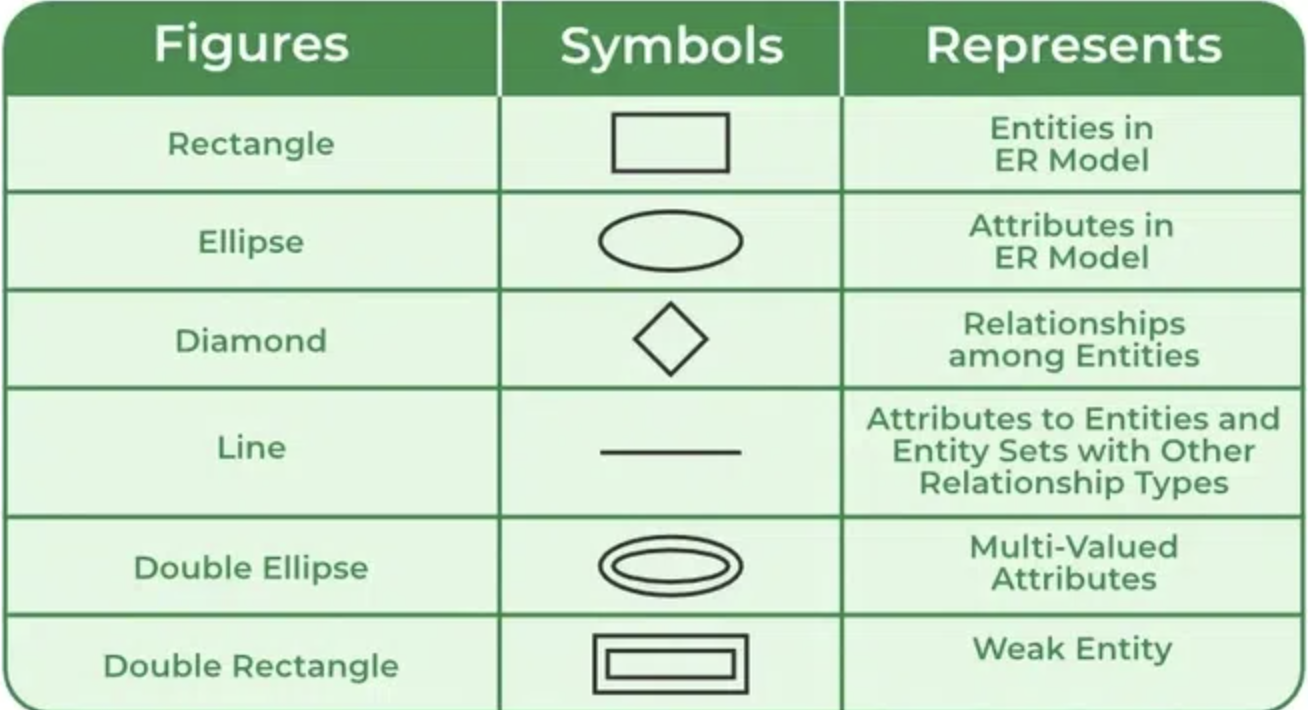 Figures
Symbols
Represents
Rectangle
Entities in
ER Model
Ellipse
Attributes in
ER Model
Diamond
Relationships
among Entities
Line
Attributes to Entities and
Entity Sets with Other
Relationship Types
Double Ellipse
Multi-Valued
Attributes
Double Rectangle
Weak Entity